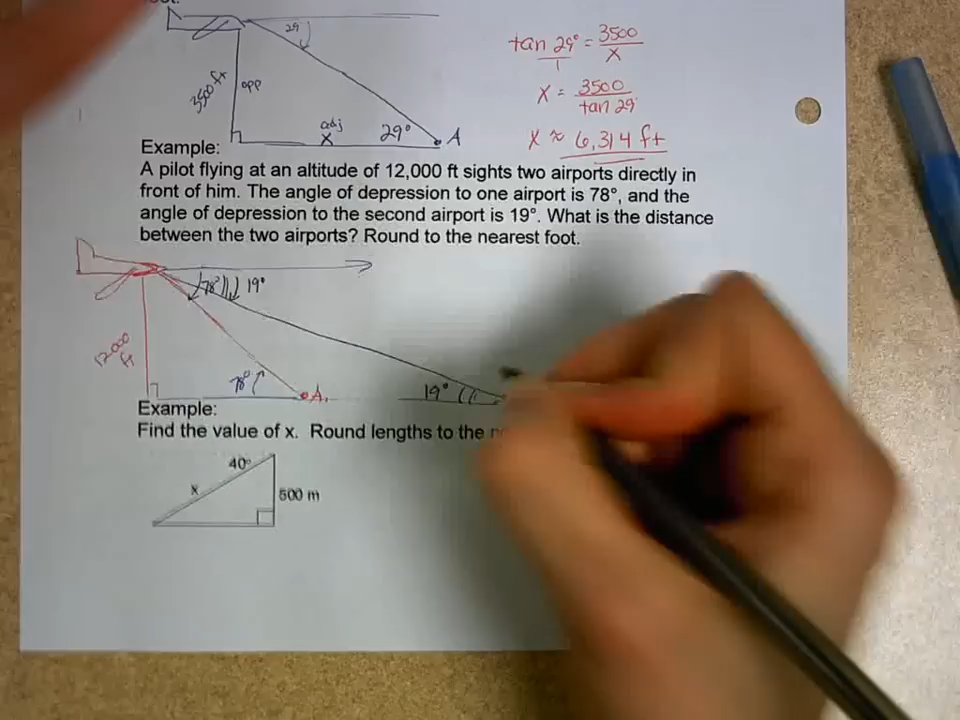 29
tan 29° = 3500
1 x
3500 ft
opp
x = 3500
tan 29
adj
x
29°
A
x ≈ 6,314 ft
Example:
A pilot flying at an altitude of 12,000 ft sights two airports directly in
front of him. The angle of depression to one airport is 78°, and the
angle of depression to the second airport is 19°. What is the distance
between the two airports? Round to the nearest foot.
78°
19°
12,000
ft
78°
A,
19°
Example:
Find the value of x. Round lengths to the
40°
x
500 m